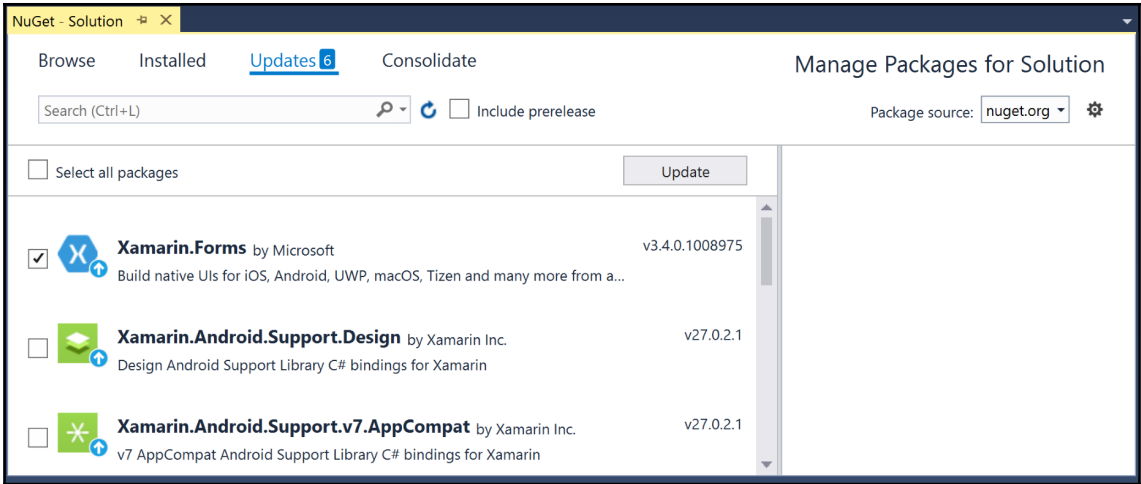 NuGet - Solution
Browse Installed Updates 6 Consolidate
Manage Packages for Solution
Search (Ctrl+L)
Include prerelease
Package source: nuget.org
Select all packages
Update
Xamarin.Forms by Microsoft v3.4.0.1008975
Build native UIs for iOS, Android, UWP, macOS, Tizen and many more from a...
Xamarin.Android.Support.Design by Xamarin Inc. v27.0.2.1
Design Android Support Library C# bindings for Xamarin
Xamarin.Android.Support.v7.AppCompat by Xamarin Inc. v27.0.2.1
v7 AppCompat Android Support Library C# bindings for Xamarin